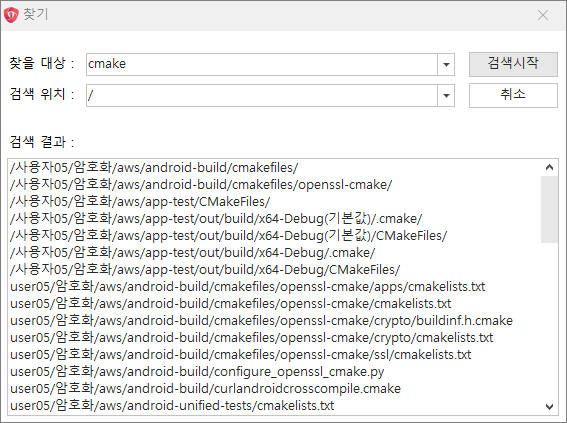 찾기
찾을 대상 : cmake 검색시작
검색 위치 : / 취소
검색 결과 :
/사용자05/암호화/aws/android-build/cmakefiles/
/사용자05/암호화/aws/android-build/cmakefiles/openssl-cmake/
/사용자05/암호화/aws/app-test/CMakeFiles/
/사용자05/암호화/aws/app-test/out/build/x64-Debug(기본값)/.cmake/
/사용자05/암호화/aws/app-test/out/build/x64-Debug(기본값)/CMakeFiles/
/사용자05/암호화/aws/app-test/out/build/x64-Debug/.cmake/
/사용자05/암호화/aws/app-test/out/build/x64-Debug/CMakeFiles/
user05/암호화/aws/android-build/cmakefiles/openssl-cmake/apps/cmakelists.txt
user05/암호화/aws/android-build/cmakefiles/openssl-cmake/cmakelists.txt
user05/암호화/aws/android-build/cmakefiles/openssl-cmake/crypto/buildinf.h.cmake
user05/암호화/aws/android-build/cmakefiles/openssl-cmake/crypto/cmakelists.txt
user05/암호화/aws/android-build/cmakefiles/openssl-cmake/ssl/cmakelists.txt
user05/암호화/aws/android-build/configure_openssl_cmake.py
user05/암호화/aws/android-build/curlandroidcrosscompile.cmake
user05/암호화/aws/android-unified-tests/cmakelists.txt